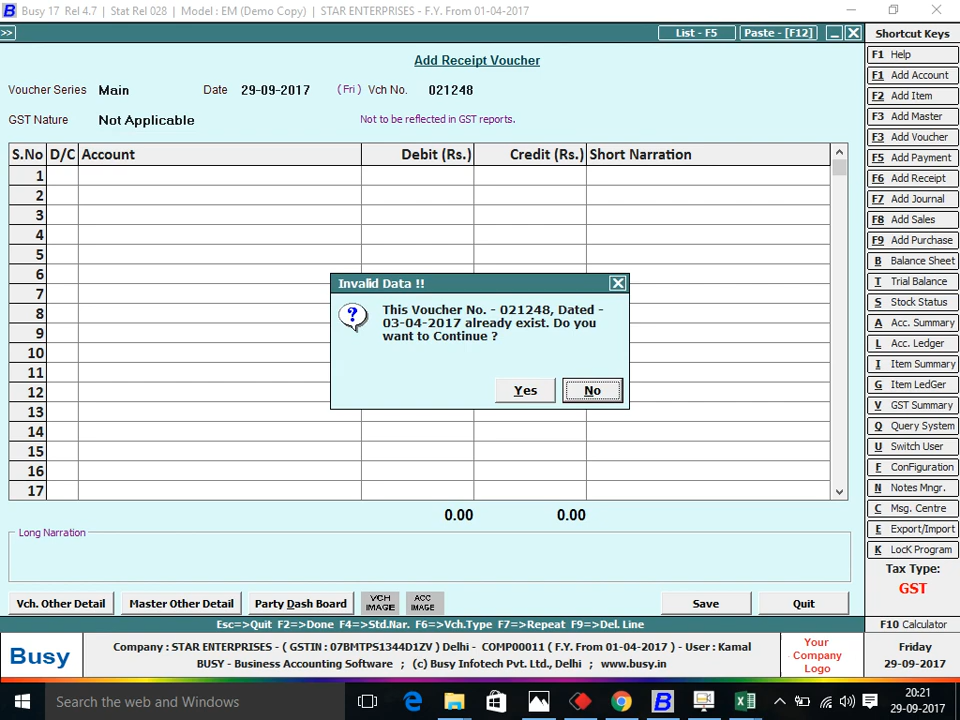 Busy 17 Rel 4.7 | Stat Rel 028 | Model : EM (Demo Copy) | STAR ENTERPRISES - F.Y. From 01-04-2017
>> List - F5 Paste - [F12] Shortcut Keys
Add Receipt Voucher
Voucher Series Main Date 29-09-2017 (Fri) Vch No. 021248
GST Nature Not Applicable Not to be reflected in GST reports.
S.No D/C Account Debit (Rs.) Credit (Rs.) Short Narration
1
2
3
4
5
6
7
8
9
10
11
12
13
14
15
16
17
Invalid Data !!
This Voucher No. - 021248, Dated -
03-04-2017 already exist. Do you
want to Continue ?
Yes No
0.00 0.00
Long Narration
Vch. Other Detail Master Other Detail Party Dash Board VCH IMAGE ACC IMAGE Save Quit
Esc=>Quit F2=>Done F4=>Std.Nar. F6=>Vch.Type F7=>Repeat F9=>Del. Line
F1 Help
F1 Add Account
F2 Add Item
F3 Add Master
F3 Add Voucher
F5 Add Payment
F6 Add Receipt
F7 Add Journal
F8 Add Sales
F9 Add Purchase
B Balance Sheet
T Trial Balance
S Stock Status
A Acc. Summary
L Acc. Ledger
I Item Summary
G Item LedGer
V GST Summary
Q Query System
U Switch User
F ConFiguration
N Notes Mngr.
C Msg. Centre
E Export/Import
K LocK Program
Tax Type:
GST
F10 Calculator
Busy
Company : STAR ENTERPRISES - ( GSTIN : 07BMTPS1344D1ZV ) Delhi - COMP00011 ( F.Y. From 01-04-2017 ) - User : Kamal
BUSY - Business Accounting Software ; (c) Busy Infotech Pvt. Ltd., Delhi ; www.busy.in
Your
Company
Logo
Friday
29-09-2017
Search the web and Windows
20:21
29-09-2017